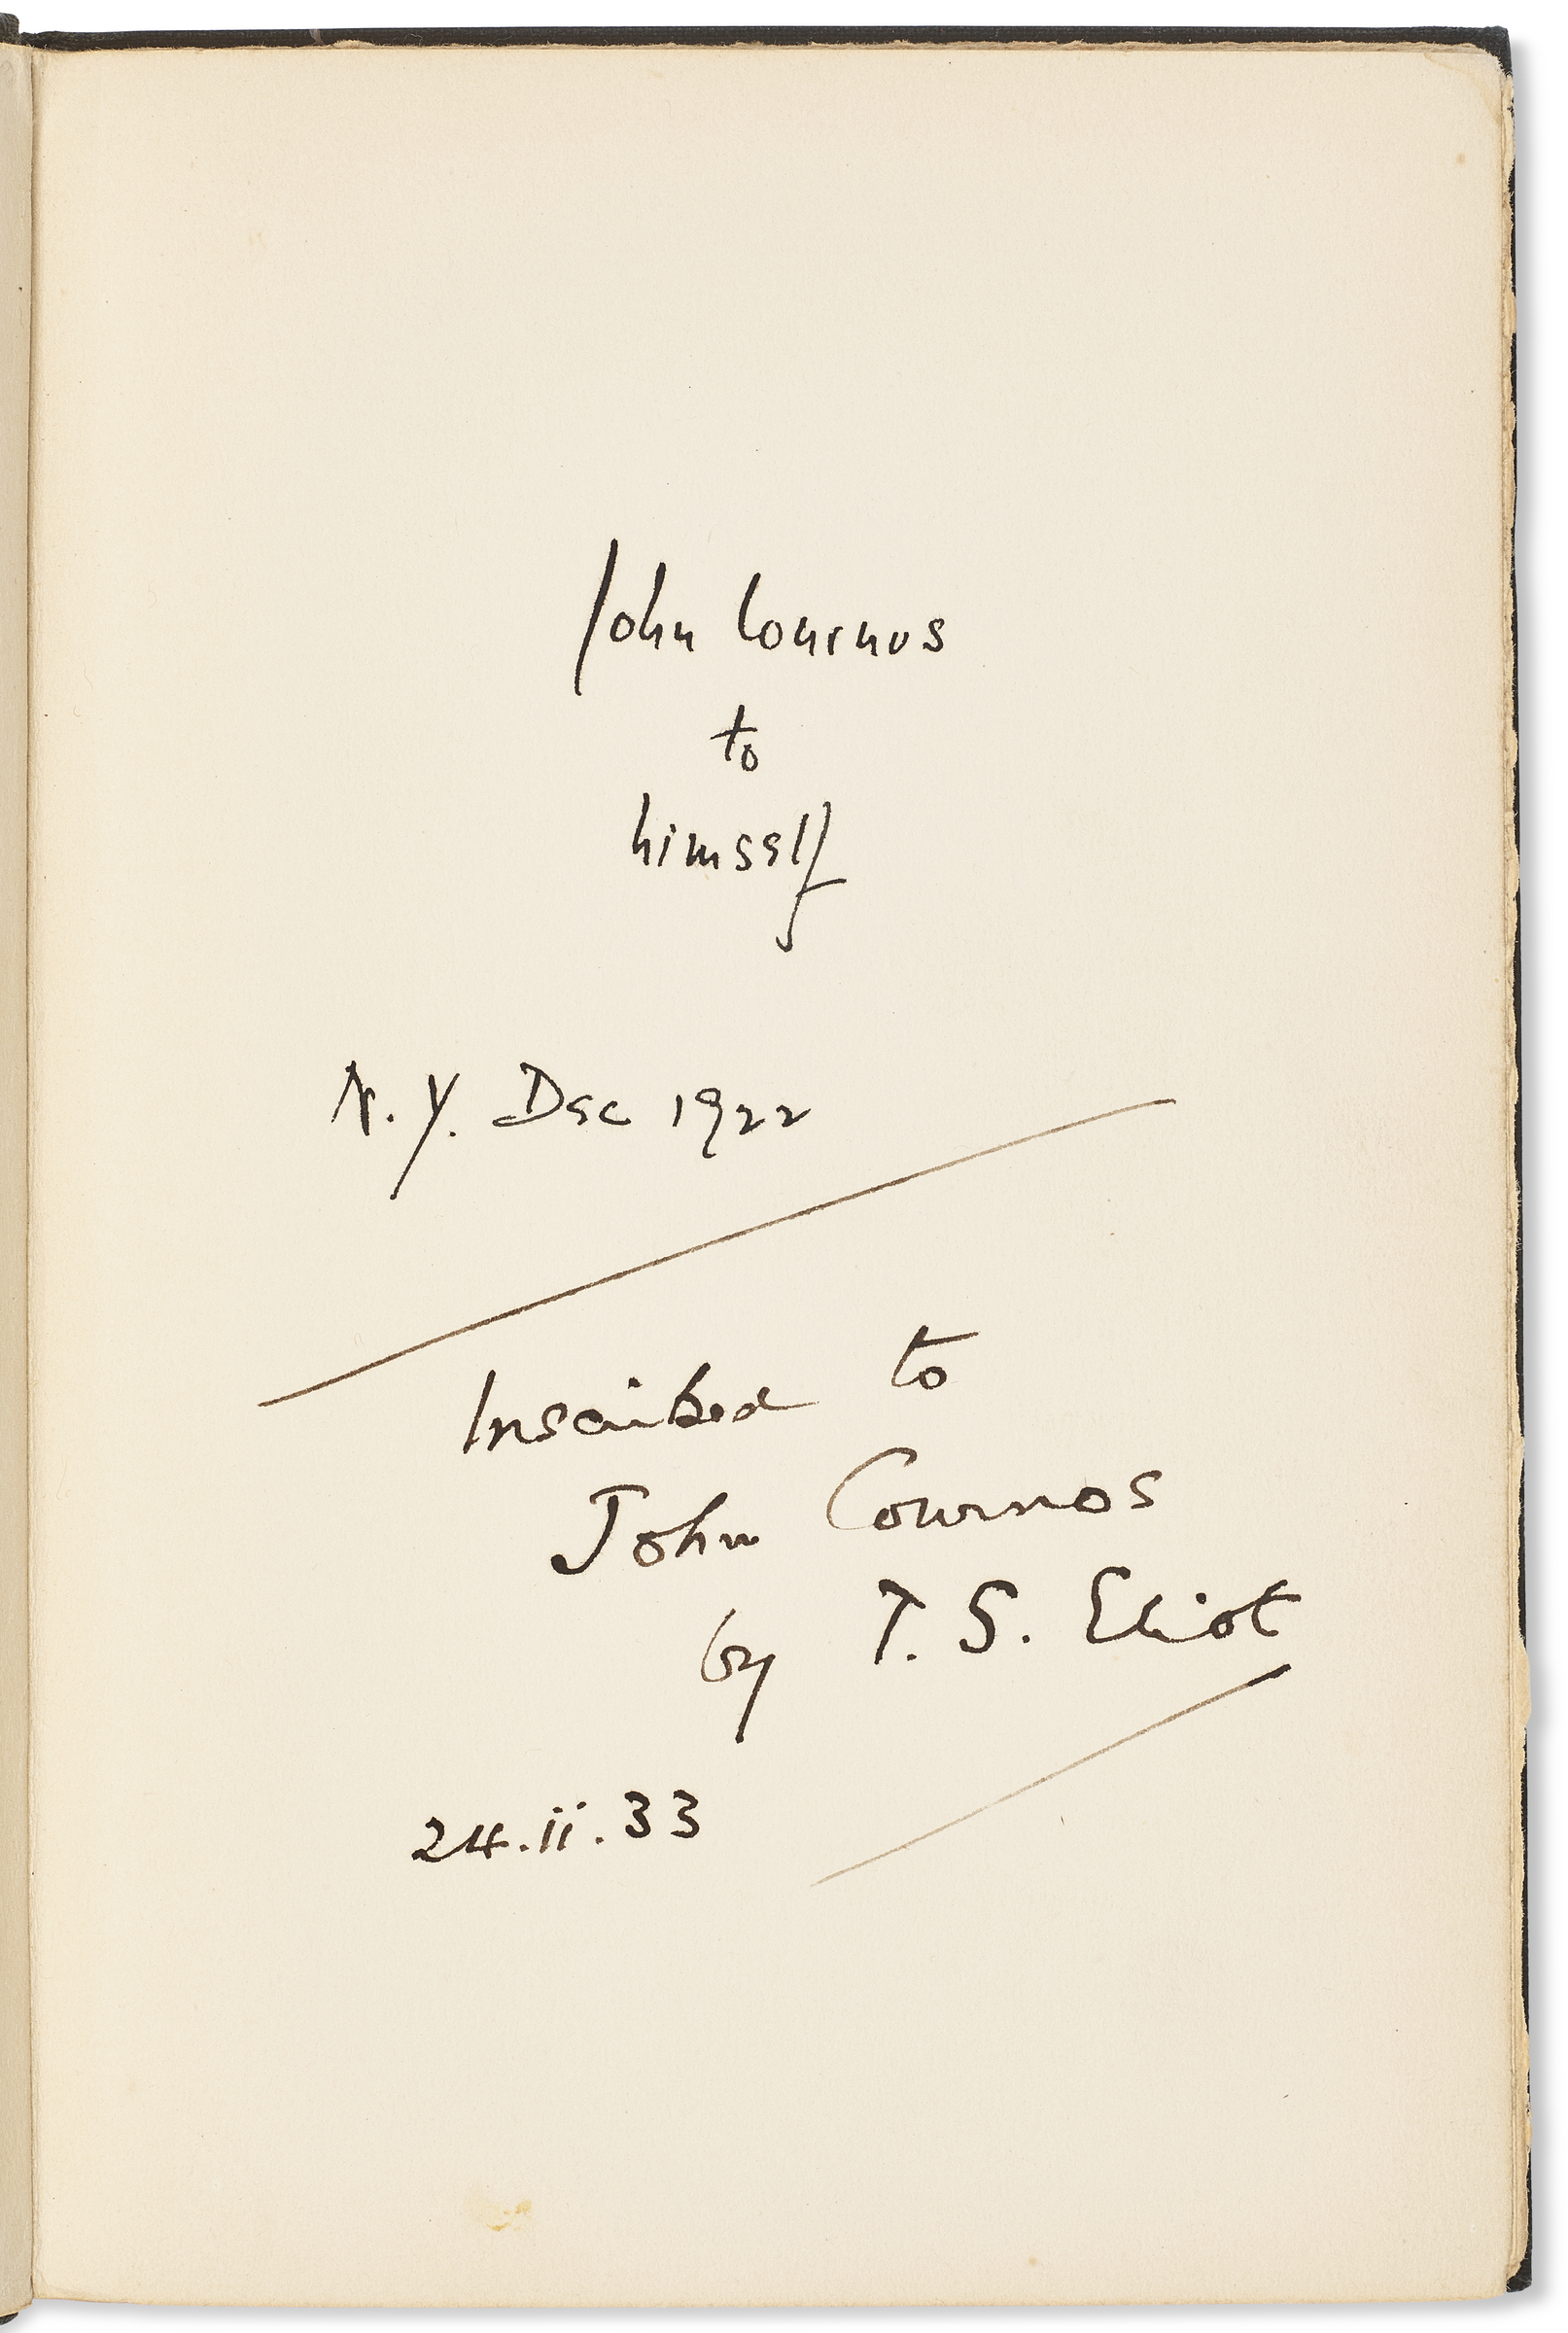 John Cournos
to
himself
N.Y. Dec 1922
Inscribed to
John Cournos
by T. S. Eliot
24.ii.33